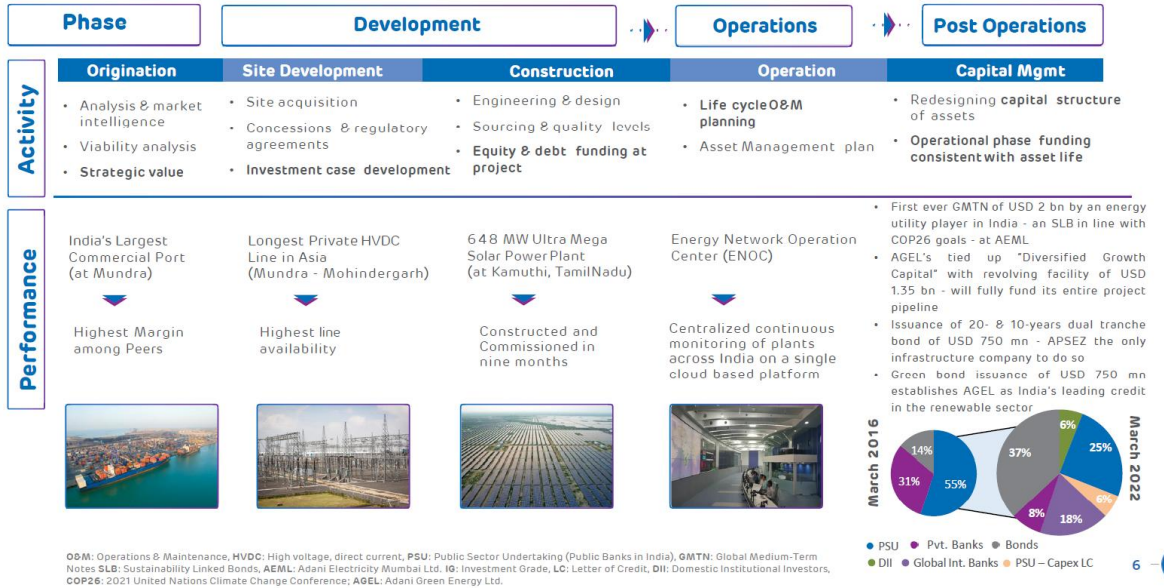 Phase
Development
Operations
Post Operations
Activity
Origination
Site Development
Construction
Operation
Capital Mgmt
• Analysis & market
intelligence
• Viability analysis
• Strategic value
• Site acquisition
• Concessions & regulatory
agreements
• Investment case development
• Engineering & design
• Sourcing & quality levels
• Equity & debt funding at
project
• Life cycle O&M
planning
• Asset Management plan
• Redesigning capital structure
of assets
• Operational phase funding
consistent with asset life
Performance
India's Largest
Commercial Port
(at Mundra)
Highest Margin
among Peers
Longest Private HVDC
Line in Asia
(Mundra - Mohindergarh)
Highest line
availability
648 MW Ultra Mega
Solar Power Plant
(at Kamuthi, TamilNadu)
Constructed and
Commissioned in
nine months
Energy Network Operation
Center (ENOC)
Centralized continuous
monitoring of plants
across India on a single
cloud based platform
• First ever GMTN of USD 2 bn by an energy
utility player in India - an SLB in line with
COP26 goals - at AEML
• AGEL's tied up "Diversified Growth
Capital" with revolving facility of USD
1.35 bn - will fully fund its entire project
pipeline
• Issuance of 20- & 10-years dual tranche
bond of USD 750 mn - APSEZ the only
infrastructure company to do so
• Green bond issuance of USD 750 mn
establishes AGEL as India's leading credit
in the renewable sector
March 2016
14%
31%
55%
37%
6%
25%
6%
18%
8%
March 2022
PSU Pvt. Banks Bonds
DII Global Int. Banks PSU – Capex LC
O&M: Operations & Maintenance, HVDC: High voltage, direct current, PSU: Public Sector Undertaking (Public Banks in India), GMTN: Global Medium-Term
Notes SLB: Sustainability Linked Bonds, AEML: Adani Electricity Mumbai Ltd. IG: Investment Grade, LC: Letter of Credit, DII: Domestic Institutional Investors,
COP26: 2021 United Nations Climate Change Conference; AGEL: Adani Green Energy Ltd.
6